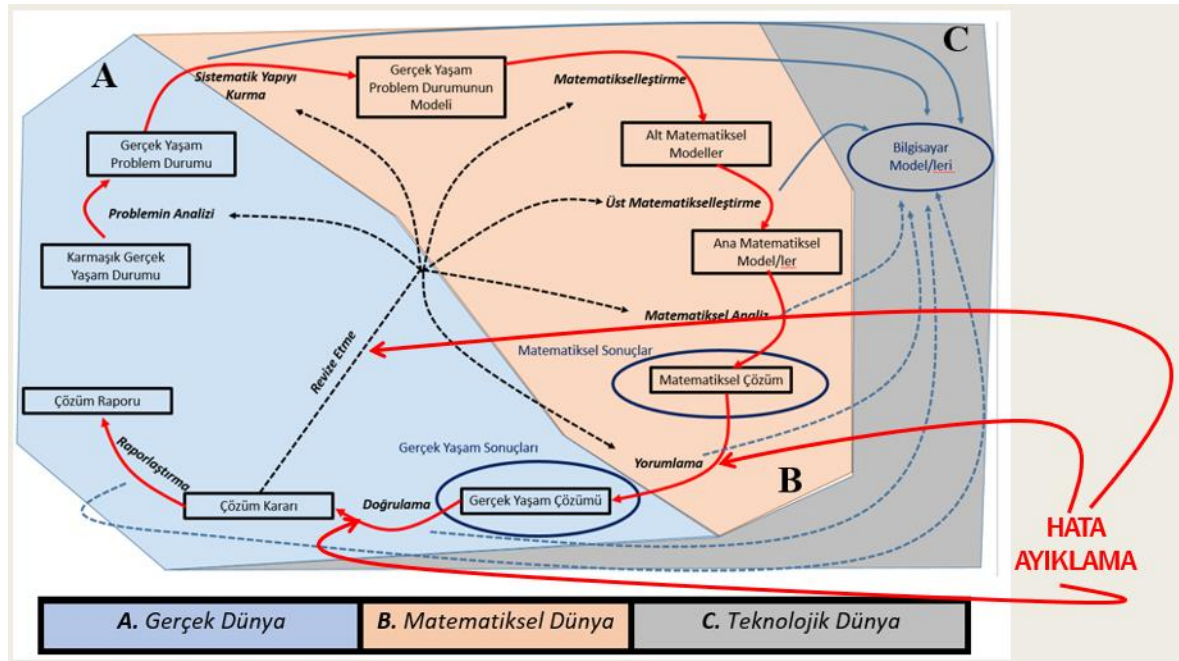 A
C
Sistematik Yapıyı
Kurma
Gerçek Yaşam
Problem Durumunun
Modeli
Matematikselleştirme
Gerçek Yaşam
Problem Durumu
Alt Matematiksel
Modeller
Bilgisayar
Model/leri
Problemin Analizi
Üst Matematikselleştirme
Karmaşık Gerçek
Yaşam Durumu
Ana Matematiksel
Model/ler
Matematiksel Analiz
Revize Etme
Matematiksel Sonuçlar
Matematiksel Çözüm
Çözüm Raporu
Raporlaştırma
Gerçek Yaşam Sonuçları
Yorumlama
B
Çözüm Kararı
Doğrulama
Gerçek Yaşam Çözümü
HATA
AYIKLAMA
A. Gerçek Dünya
B. Matematiksel Dünya
C. Teknolojik Dünya